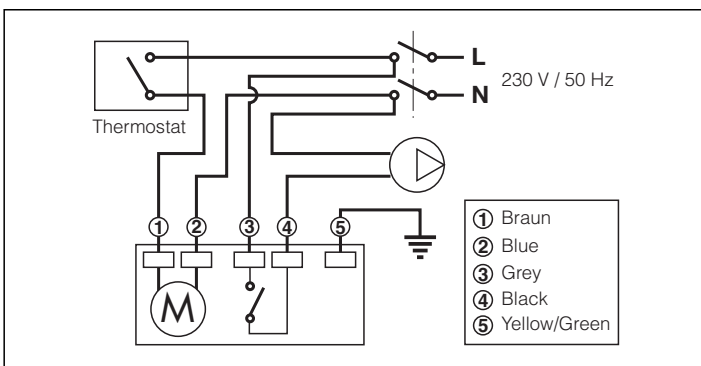 L
N
230 V / 50 Hz
Thermostat
1 2 3 4 5
M
1 Braun
2 Blue
3 Grey
4 Black
5 Yellow/Green